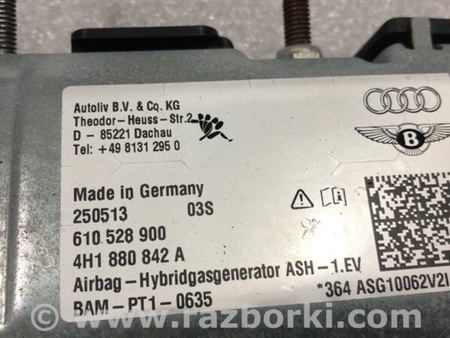 Autoliv B.V. & Co. KG
Theodor-Heuss-Str.2
D - 85221 Dachau
Tel: +49 8131 295 0
B
Made in Germany
250513 03S
610 528 900
4H1 880 842 A
Airbag-Hybridgasgenerator ASH-1.EV
BAM-PT1-0635
*364 ASG10062V2I
© www.razborki.com